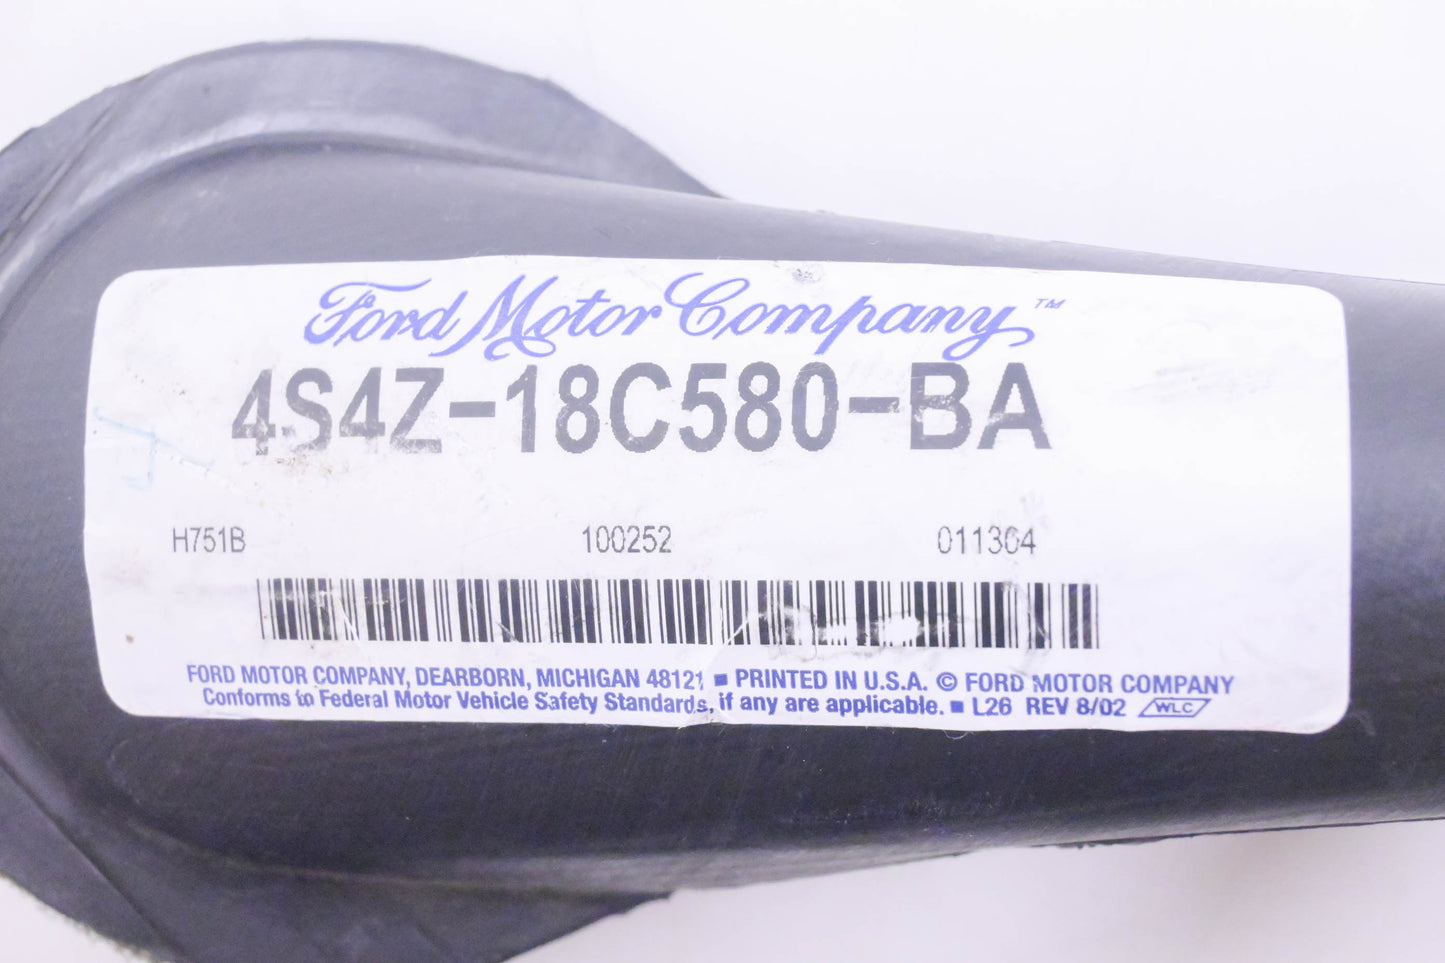 Ford Motor Company™
4S4Z-18C580-BA
H751B 100252 011364
FORD MOTOR COMPANY, DEARBORN, MICHIGAN 48121 ■ PRINTED IN U.S.A. © FORD MOTOR COMPANY
Conforms to Federal Motor Vehicle Safety Standards, if any are applicable. ■ L26 REV 8/02 WLC